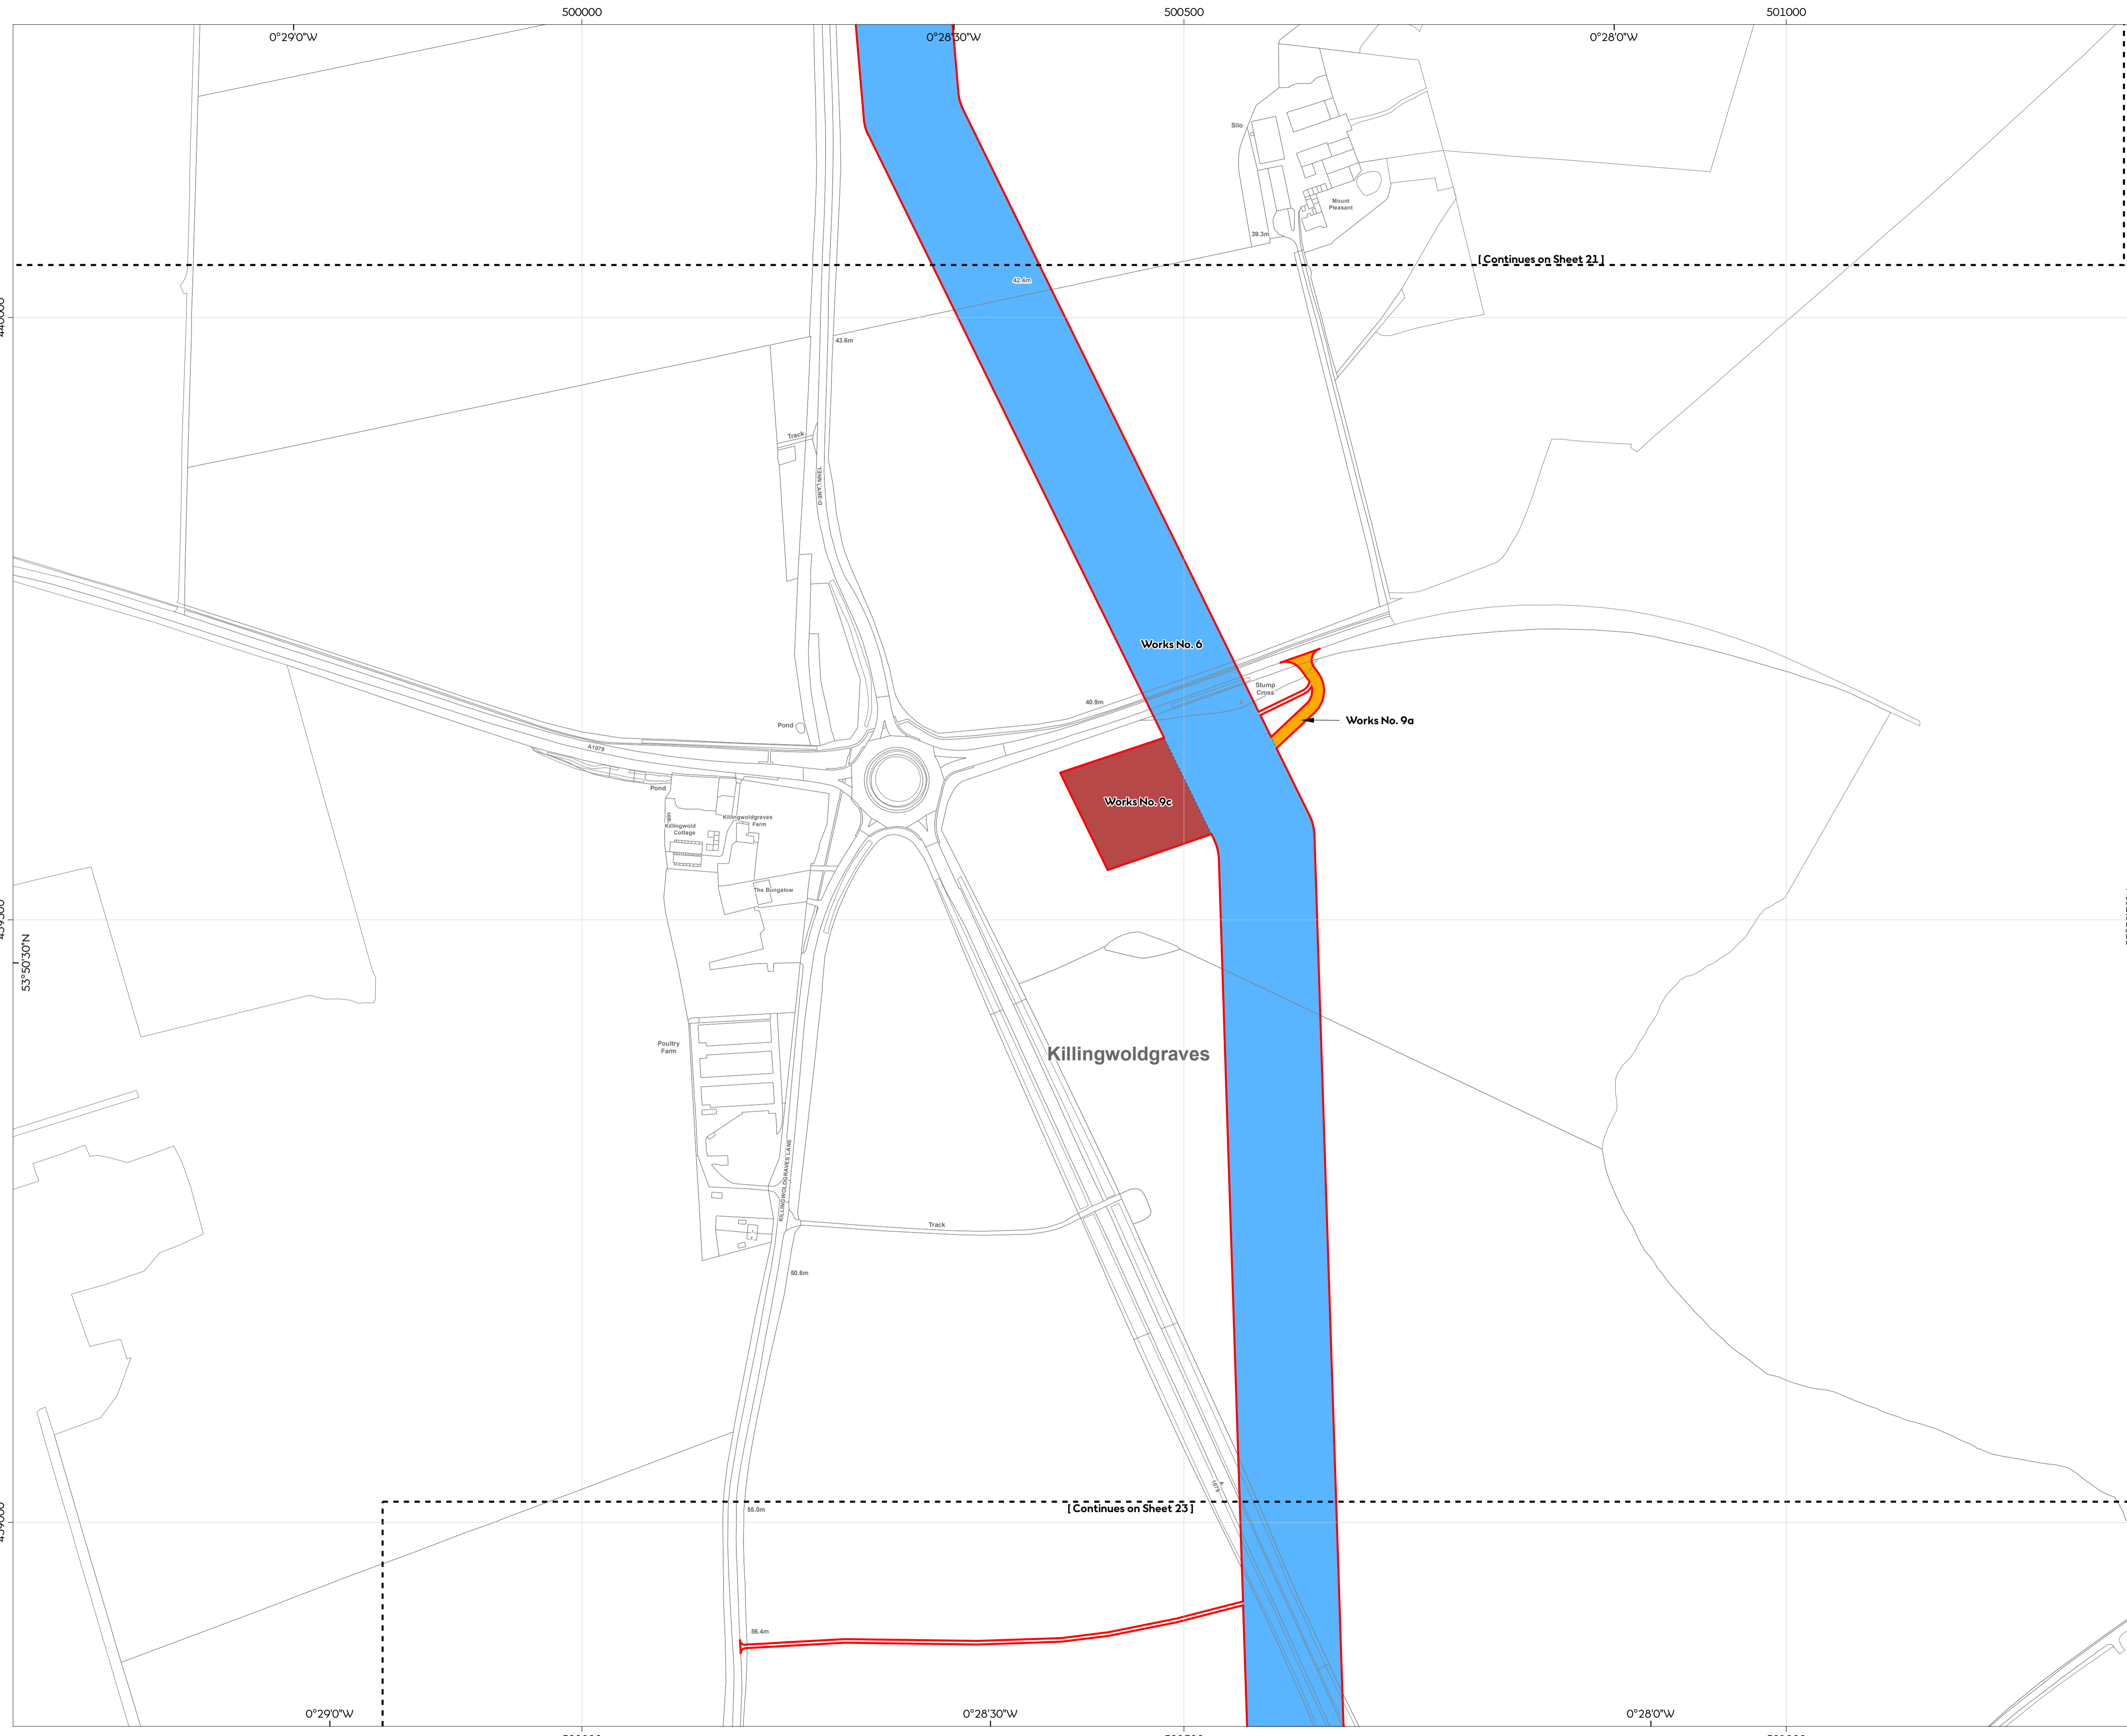 500000
500500
501000
0°29'0"W
0°28'30"W
0°28'0"W
Silo
Mount
Pleasant
39.3m
[ Continues on Sheet 21 ]
42.4m
43.6m
Track
Works No. 6
Stump
Cross
40.9m
Works No. 9a
Pond
A1079
Pond
Works No. 9c
Killingwoldgraves
Farm
Killingwold
Cottage
The Bungalow
53°50'30"N
Poultry
Farm
Killingwoldgraves
KILLINGWOLDGRAVES LANE
Track
50.6m
A
1079
55.0m
[ Continues on Sheet 23 ]
56.4m
0°29'0"W
0°28'30"W
0°28'0"W